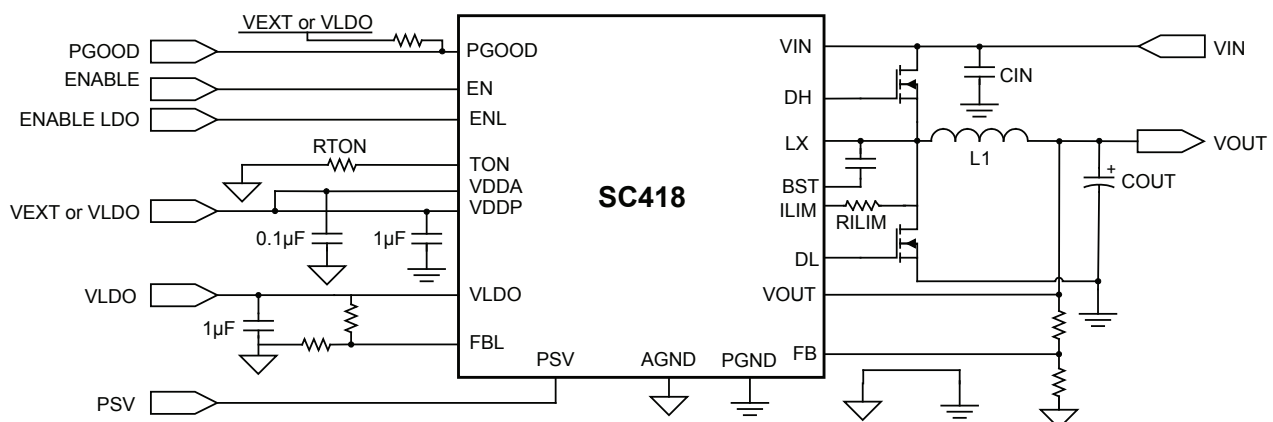 VEXT or VLDO
PGOOD
PGOOD
ENABLE
EN
ENABLE LDO
ENL
RTON
TON
VDDA
VEXT or VLDO
VDDP
0.1µF
1µF
VLDO
VLDO
1µF
FBL
PSV
PSV
AGND
PGND
SC418
VIN
VIN
CIN
DH
LX
L1
VOUT
BST
+
COUT
ILIM
RILIM
DL
VOUT
FB